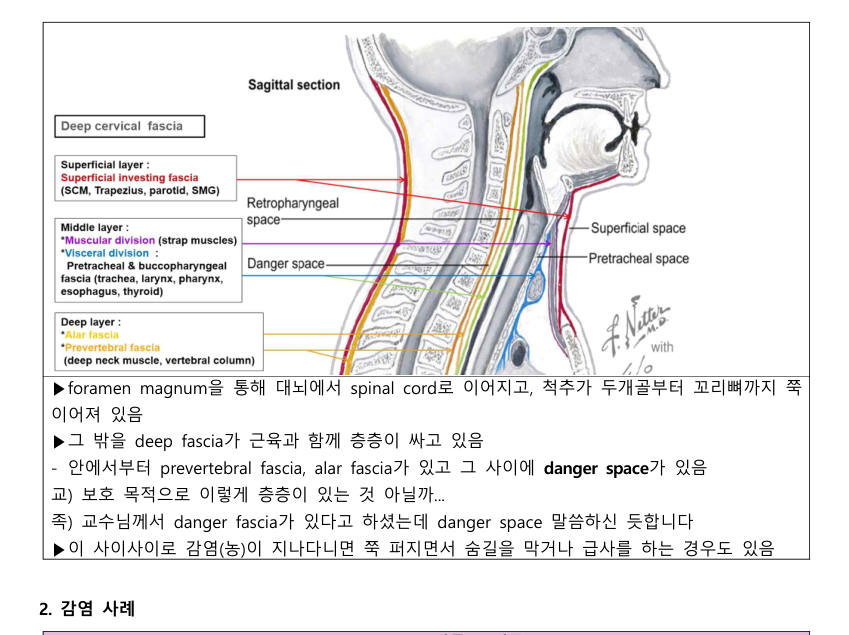 Sagittal section
Deep cervical fascia
Superficial layer :
Superficial investing fascia
(SCM, Trapezius, parotid, SMG)
Retropharyngeal
space
Middle layer :
*Muscular division (strap muscles)
*Visceral division :
Pretracheal & buccopharyngeal
fascia (trachea, larynx, pharynx,
esophagus, thyroid)
Danger space
Superficial space
Pretracheal space
Deep layer :
*Alar fascia
*Prevertebral fascia
(deep neck muscle, vertebral column)
F. Netter
M.D.
with
▶foramen magnum을 통해 대뇌에서 spinal cord로 이어지고, 척추가 두개골부터 꼬리뼈까지 쭉
이어져 있음
▶그 밖을 deep fascia가 근육과 함께 층층이 싸고 있음
- 안에서부터 prevertebral fascia, alar fascia가 있고 그 사이에 danger space가 있음
교) 보호 목적으로 이렇게 층층이 있는 것 아닐까...
족) 교수님께서 danger fascia가 있다고 하셨는데 danger space 말씀하신 듯합니다
▶이 사이사이로 감염(농)이 지나다니면 쭉 퍼지면서 숨길을 막거나 급사를 하는 경우도 있음
2. 감염 사례